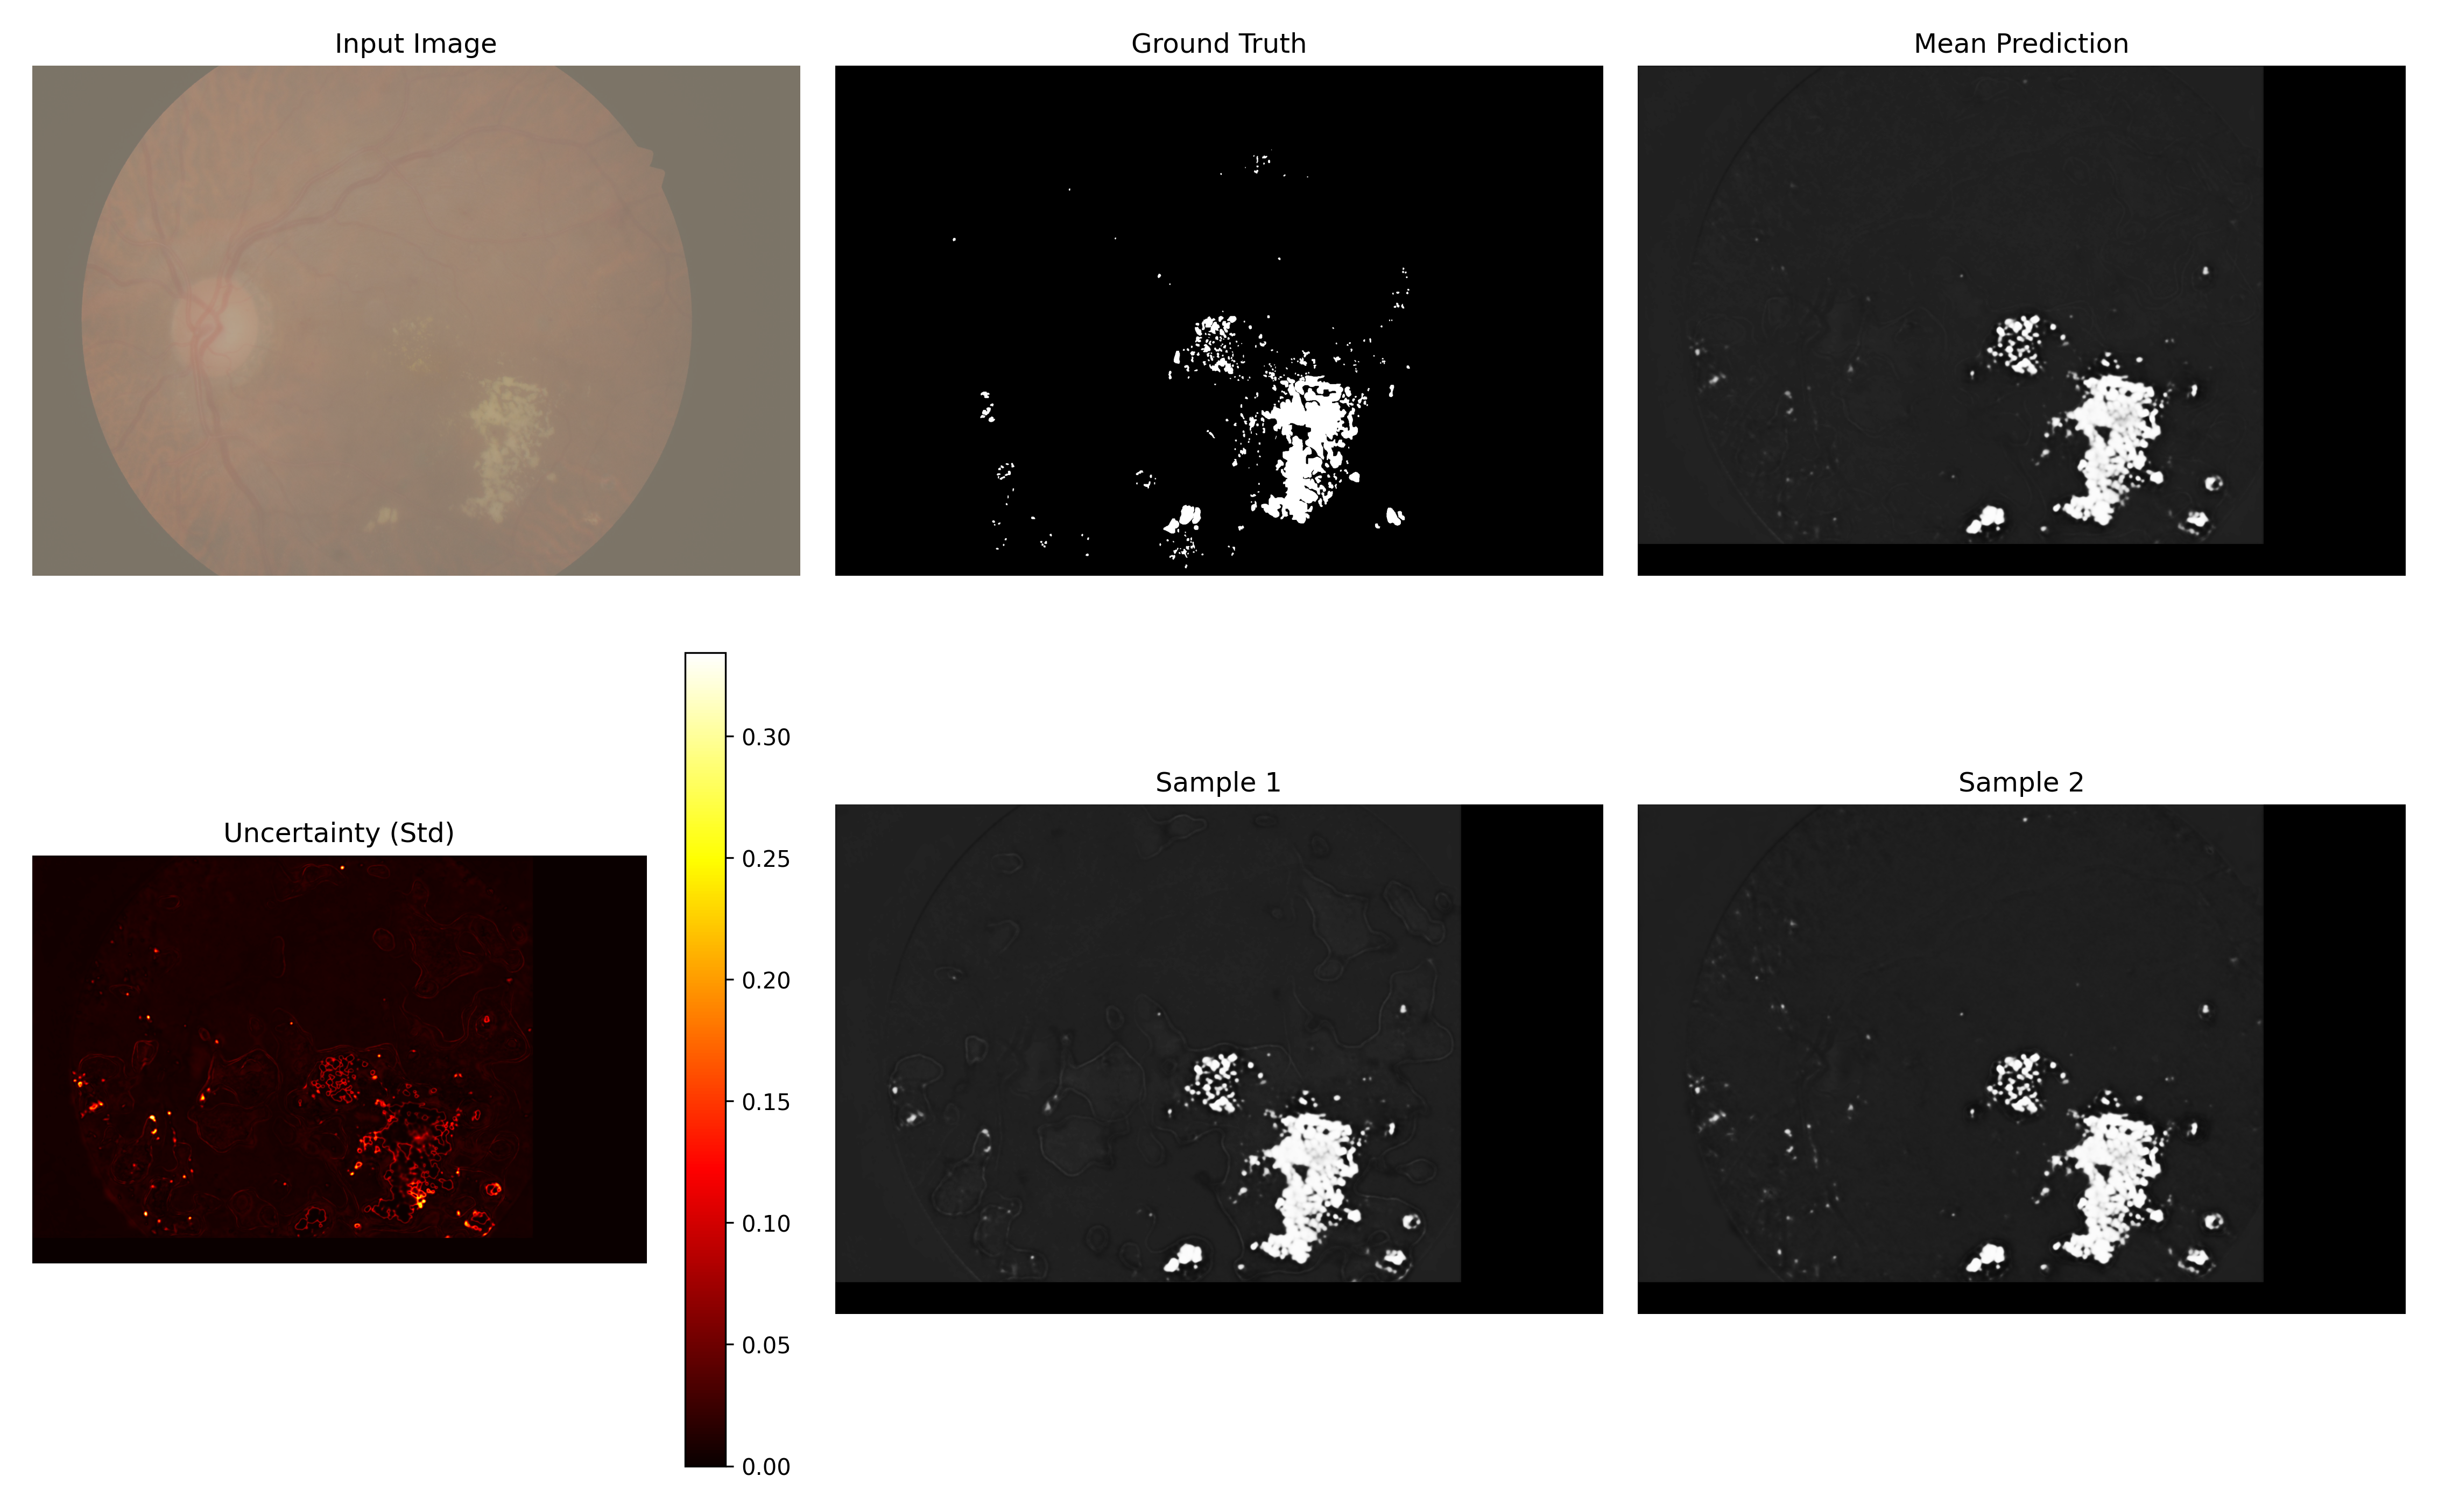 Input Image
Ground Truth
Mean Prediction
Uncertainty (Std)
0.30
0.25
0.20
0.15
0.10
0.05
0.00
Sample 1
Sample 2